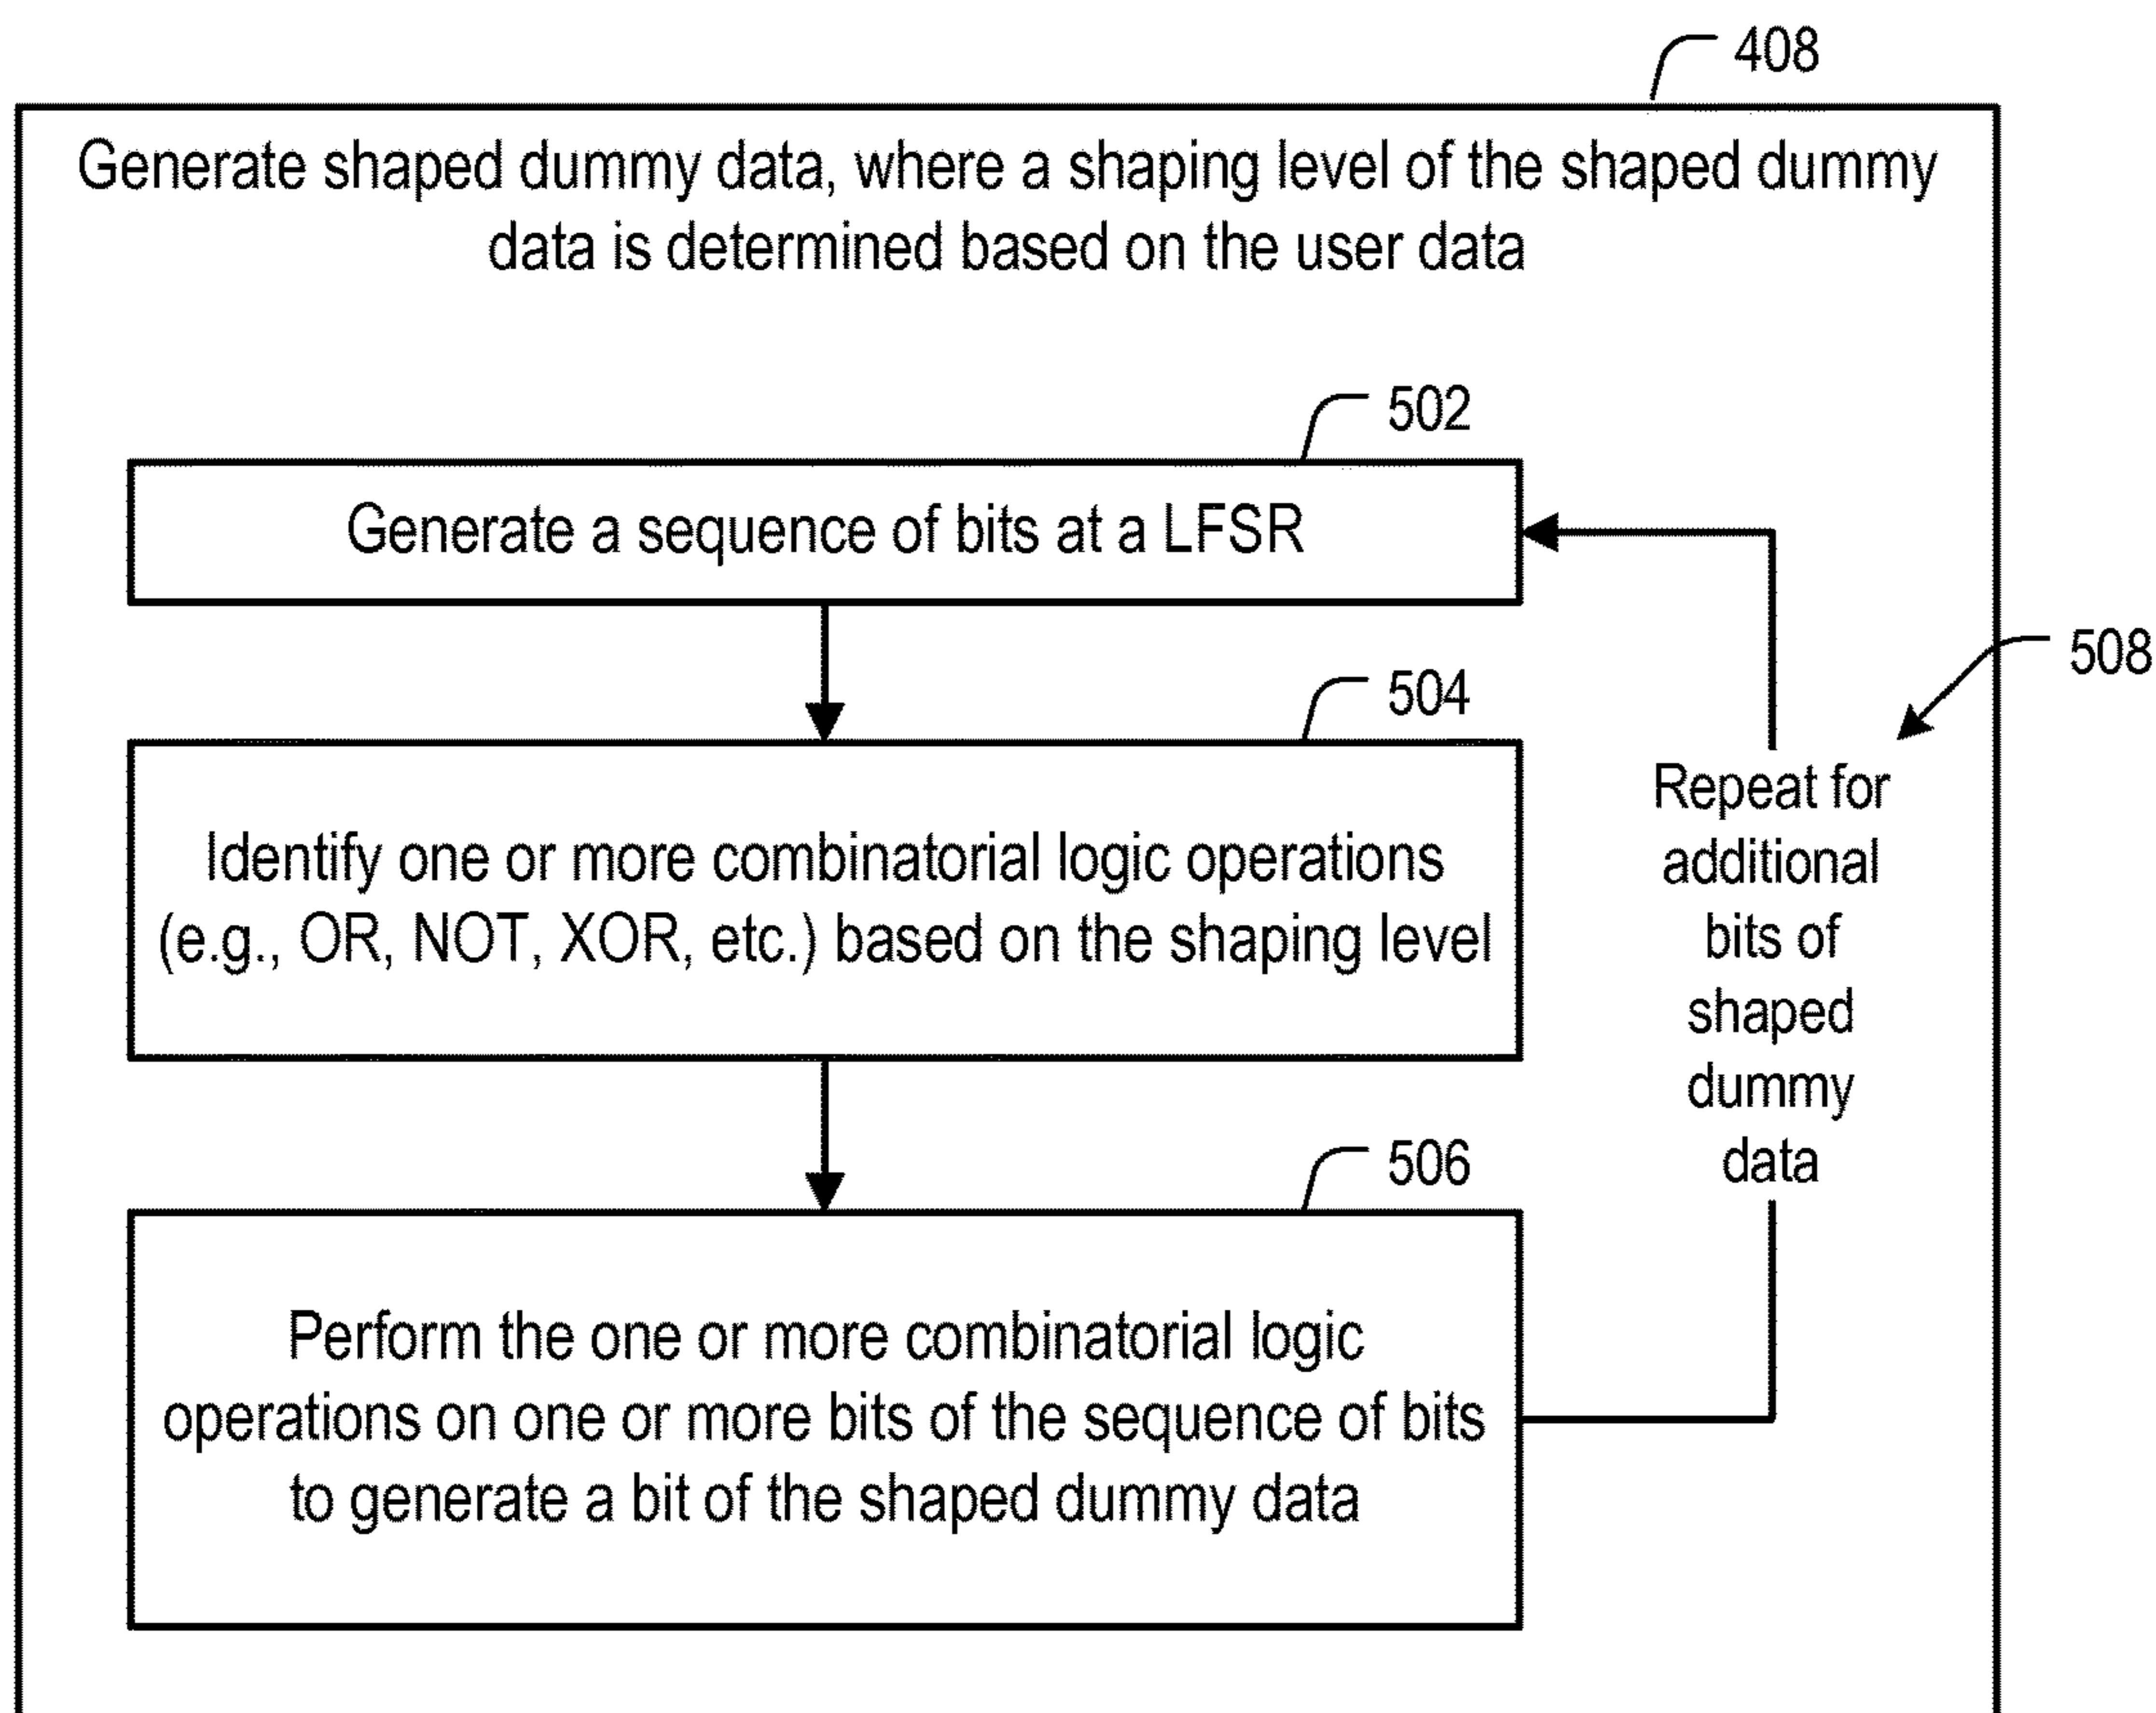 408
Generate shaped dummy data, where a shaping level of the shaped dummy
data is determined based on the user data
502
Generate a sequence of bits at a LFSR
508
504
Identify one or more combinatorial logic operations
(e.g., OR, NOT, XOR, etc.) based on the shaping level
Repeat for
additional
bits of
shaped
dummy
data
506
Perform the one or more combinatorial logic
operations on one or more bits of the sequence of bits
to generate a bit of the shaped dummy data